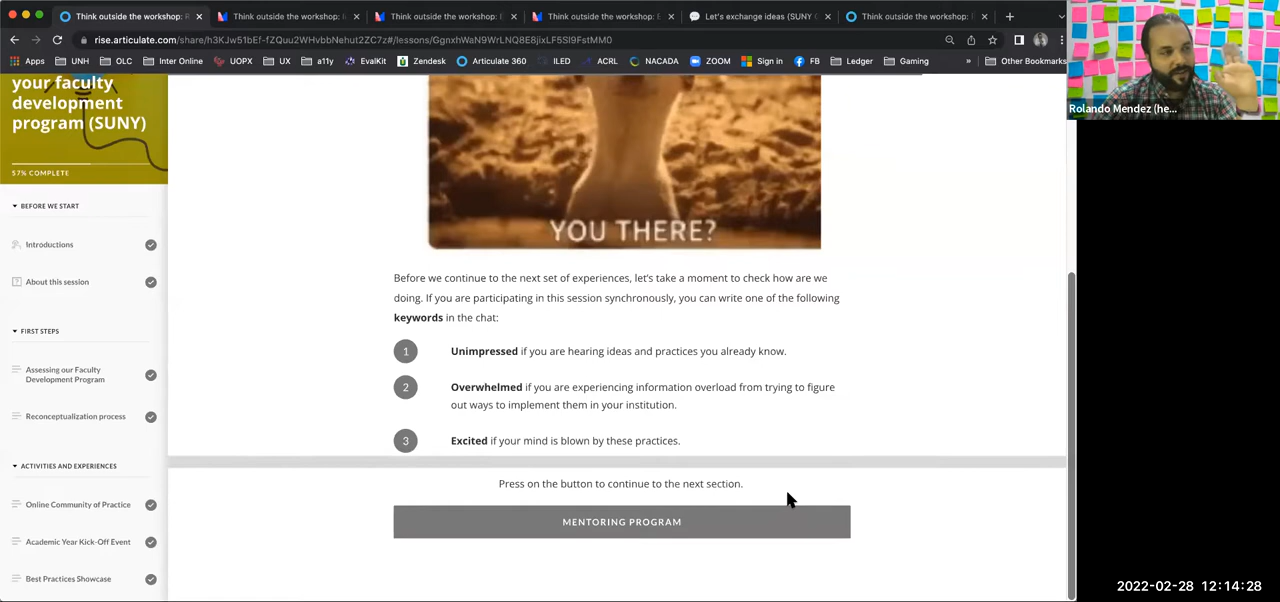 Think outside the workshop: R
Think outside the workshop: I
Think outside the workshop: E
Think outside the workshop: E
Let's exchange ideas (SUNY C
Think outside the workshop:
rise.articulate.com/share/h3KJw51bEf-fZQuu2WHvbbNehut2ZC7z#/lessons/GgnxhWaN9WrLNQ8E8jixLF5Sl9FstMM0
Apps UNH OLC Inter Online UOPX UX a11y EvalKit Zendesk Articulate 360 ILED ACRL NACADA ZOOM Sign in FB Ledger Gaming » Other Bookmarks
Rolando Mendez (he...
your faculty
development
program (SUNY)
57% COMPLETE
BEFORE WE START
Introductions
About this session
FIRST STEPS
Assessing our Faculty
Development Program
Reconceptualization process
ACTIVITIES AND EXPERIENCES
Online Community of Practice
Academic Year Kick-Off Event
Best Practices Showcase
YOU THERE?
Before we continue to the next set of experiences, let's take a moment to check how are we
doing. If you are participating in this session synchronously, you can write one of the following
keywords in the chat:
1 Unimpressed if you are hearing ideas and practices you already know.
2 Overwhelmed if you are experiencing information overload from trying to figure
out ways to implement them in your institution.
3 Excited if your mind is blown by these practices.
Press on the button to continue to the next section.
MENTORING PROGRAM
2022-02-28 12:14:28